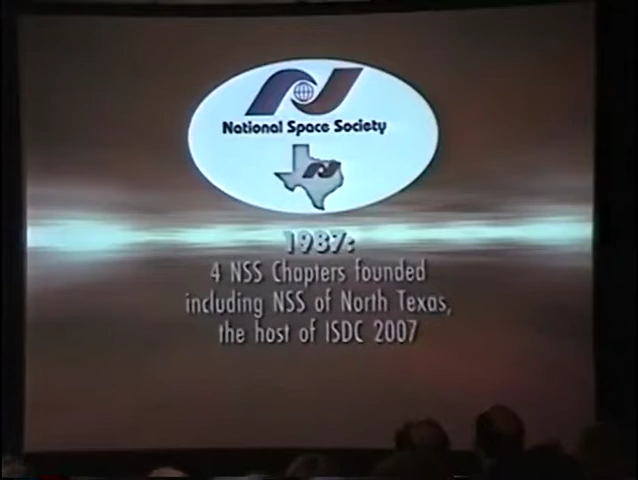 National Space Society
1987:
4 NSS Chapters founded
including NSS of North Texas,
the host of ISDC 2007